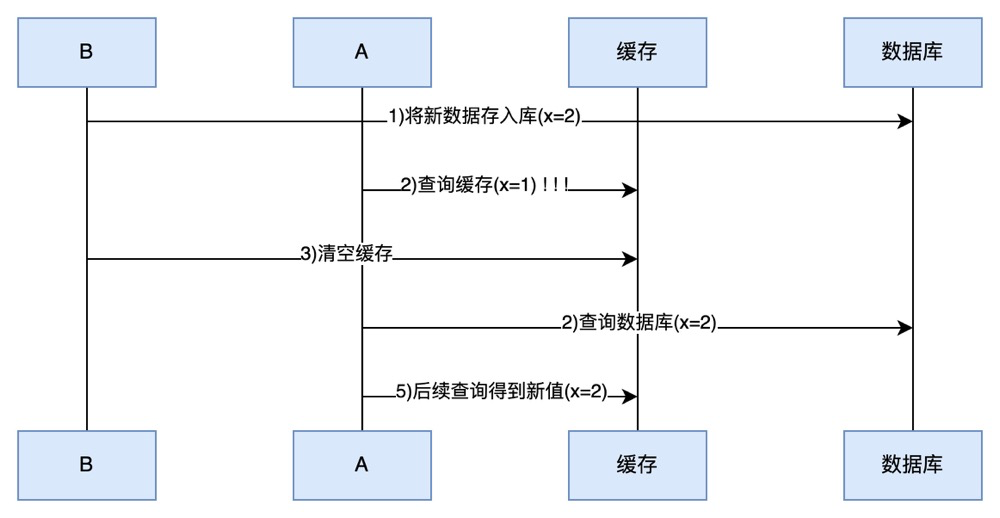 B
A
缓存
数据库
1)将新数据存入库(x=2)
2)查询缓存(x=1) ! ! !
3)清空缓存
2)查询数据库(x=2)
5)后续查询得到新值(x=2)
B
A
缓存
数据库